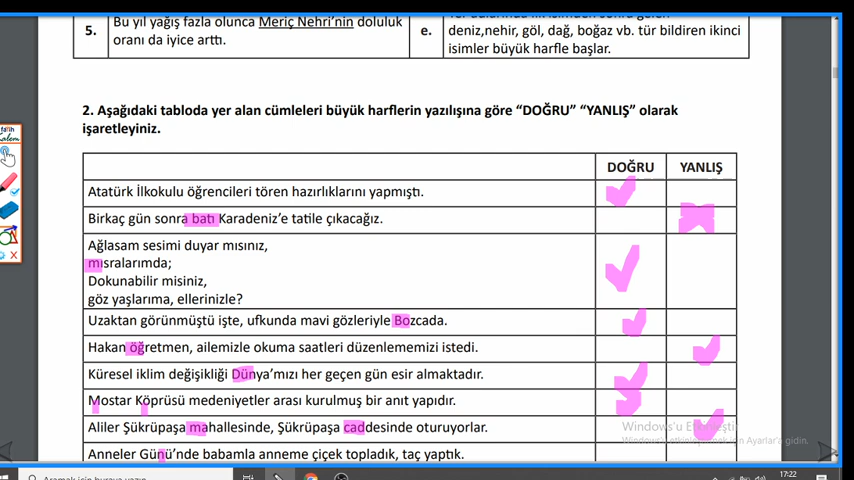 5.
Bu yıl yağış fazla olunca Meriç Nehri'nin doluluk
oranı da iyice arttı.
e.
deniz,nehir, göl, dağ, boğaz vb. tür bildiren ikinci
isimler büyük harfle başlar.
2. Aşağıdaki tabloda yer alan cümleleri büyük harflerin yazılışına göre “DOĞRU” “YANLIŞ” olarak
işaretleyiniz.
DOĞRU YANLIŞ
Atatürk İlkokulu öğrencileri tören hazırlıklarını yapmıştı.
Birkaç gün sonra batı Karadeniz'e tatile çıkacağız.
Ağlasam sesimi duyar mısınız,
mısralarımda;
Dokunabilir misiniz,
göz yaşlarıma, ellerinizle?
Uzaktan görünmüştü işte, ufkunda mavi gözleriyle Bozcada.
Hakan öğretmen, ailemizle okuma saatleri düzenlememizi istedi.
Küresel iklim değişikliği Dünya'mızı her geçen gün esir almaktadır.
Mostar Köprüsü medeniyetler arası kurulmuş bir anıt yapıdır.
Aliler Şükrüpaşa mahallesinde, Şükrüpaşa caddesinde oturuyorlar.
Anneler Günü'nde babamla anneme çiçek topladık, taç yaptık.
Windows'u Etkinleştir
17:22